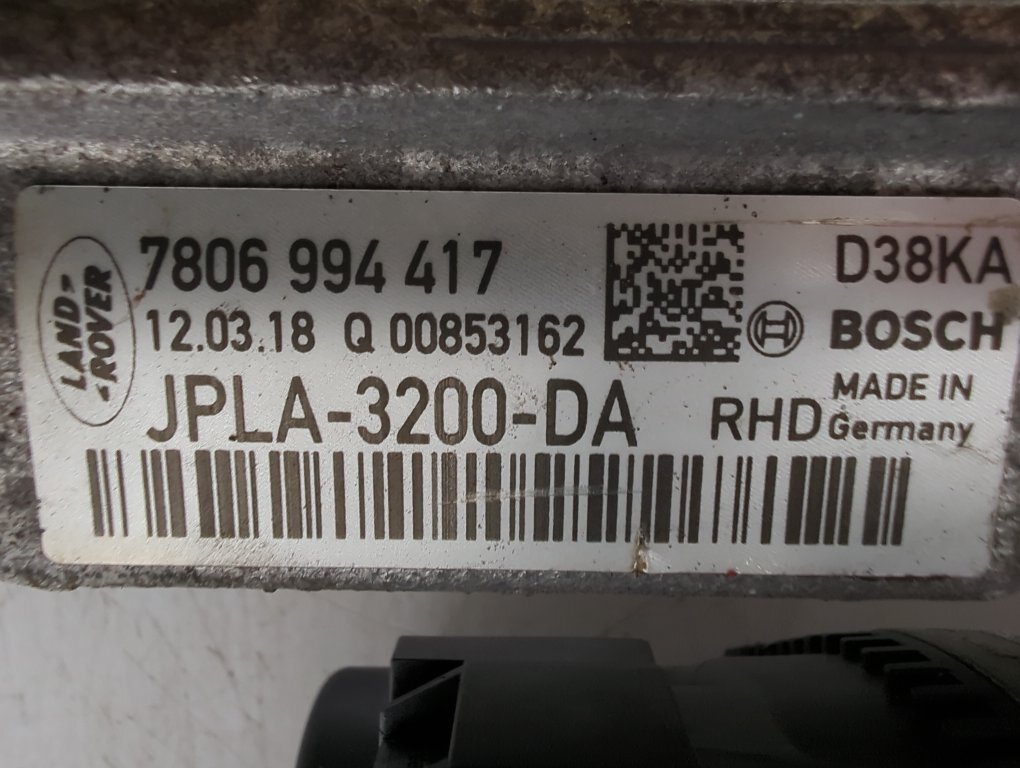 LAND ROVER
7806 994 417
D38KA
12.03.18 Q 00853162
BOSCH
JPLA-3200-DA RHD
MADE IN
Germany